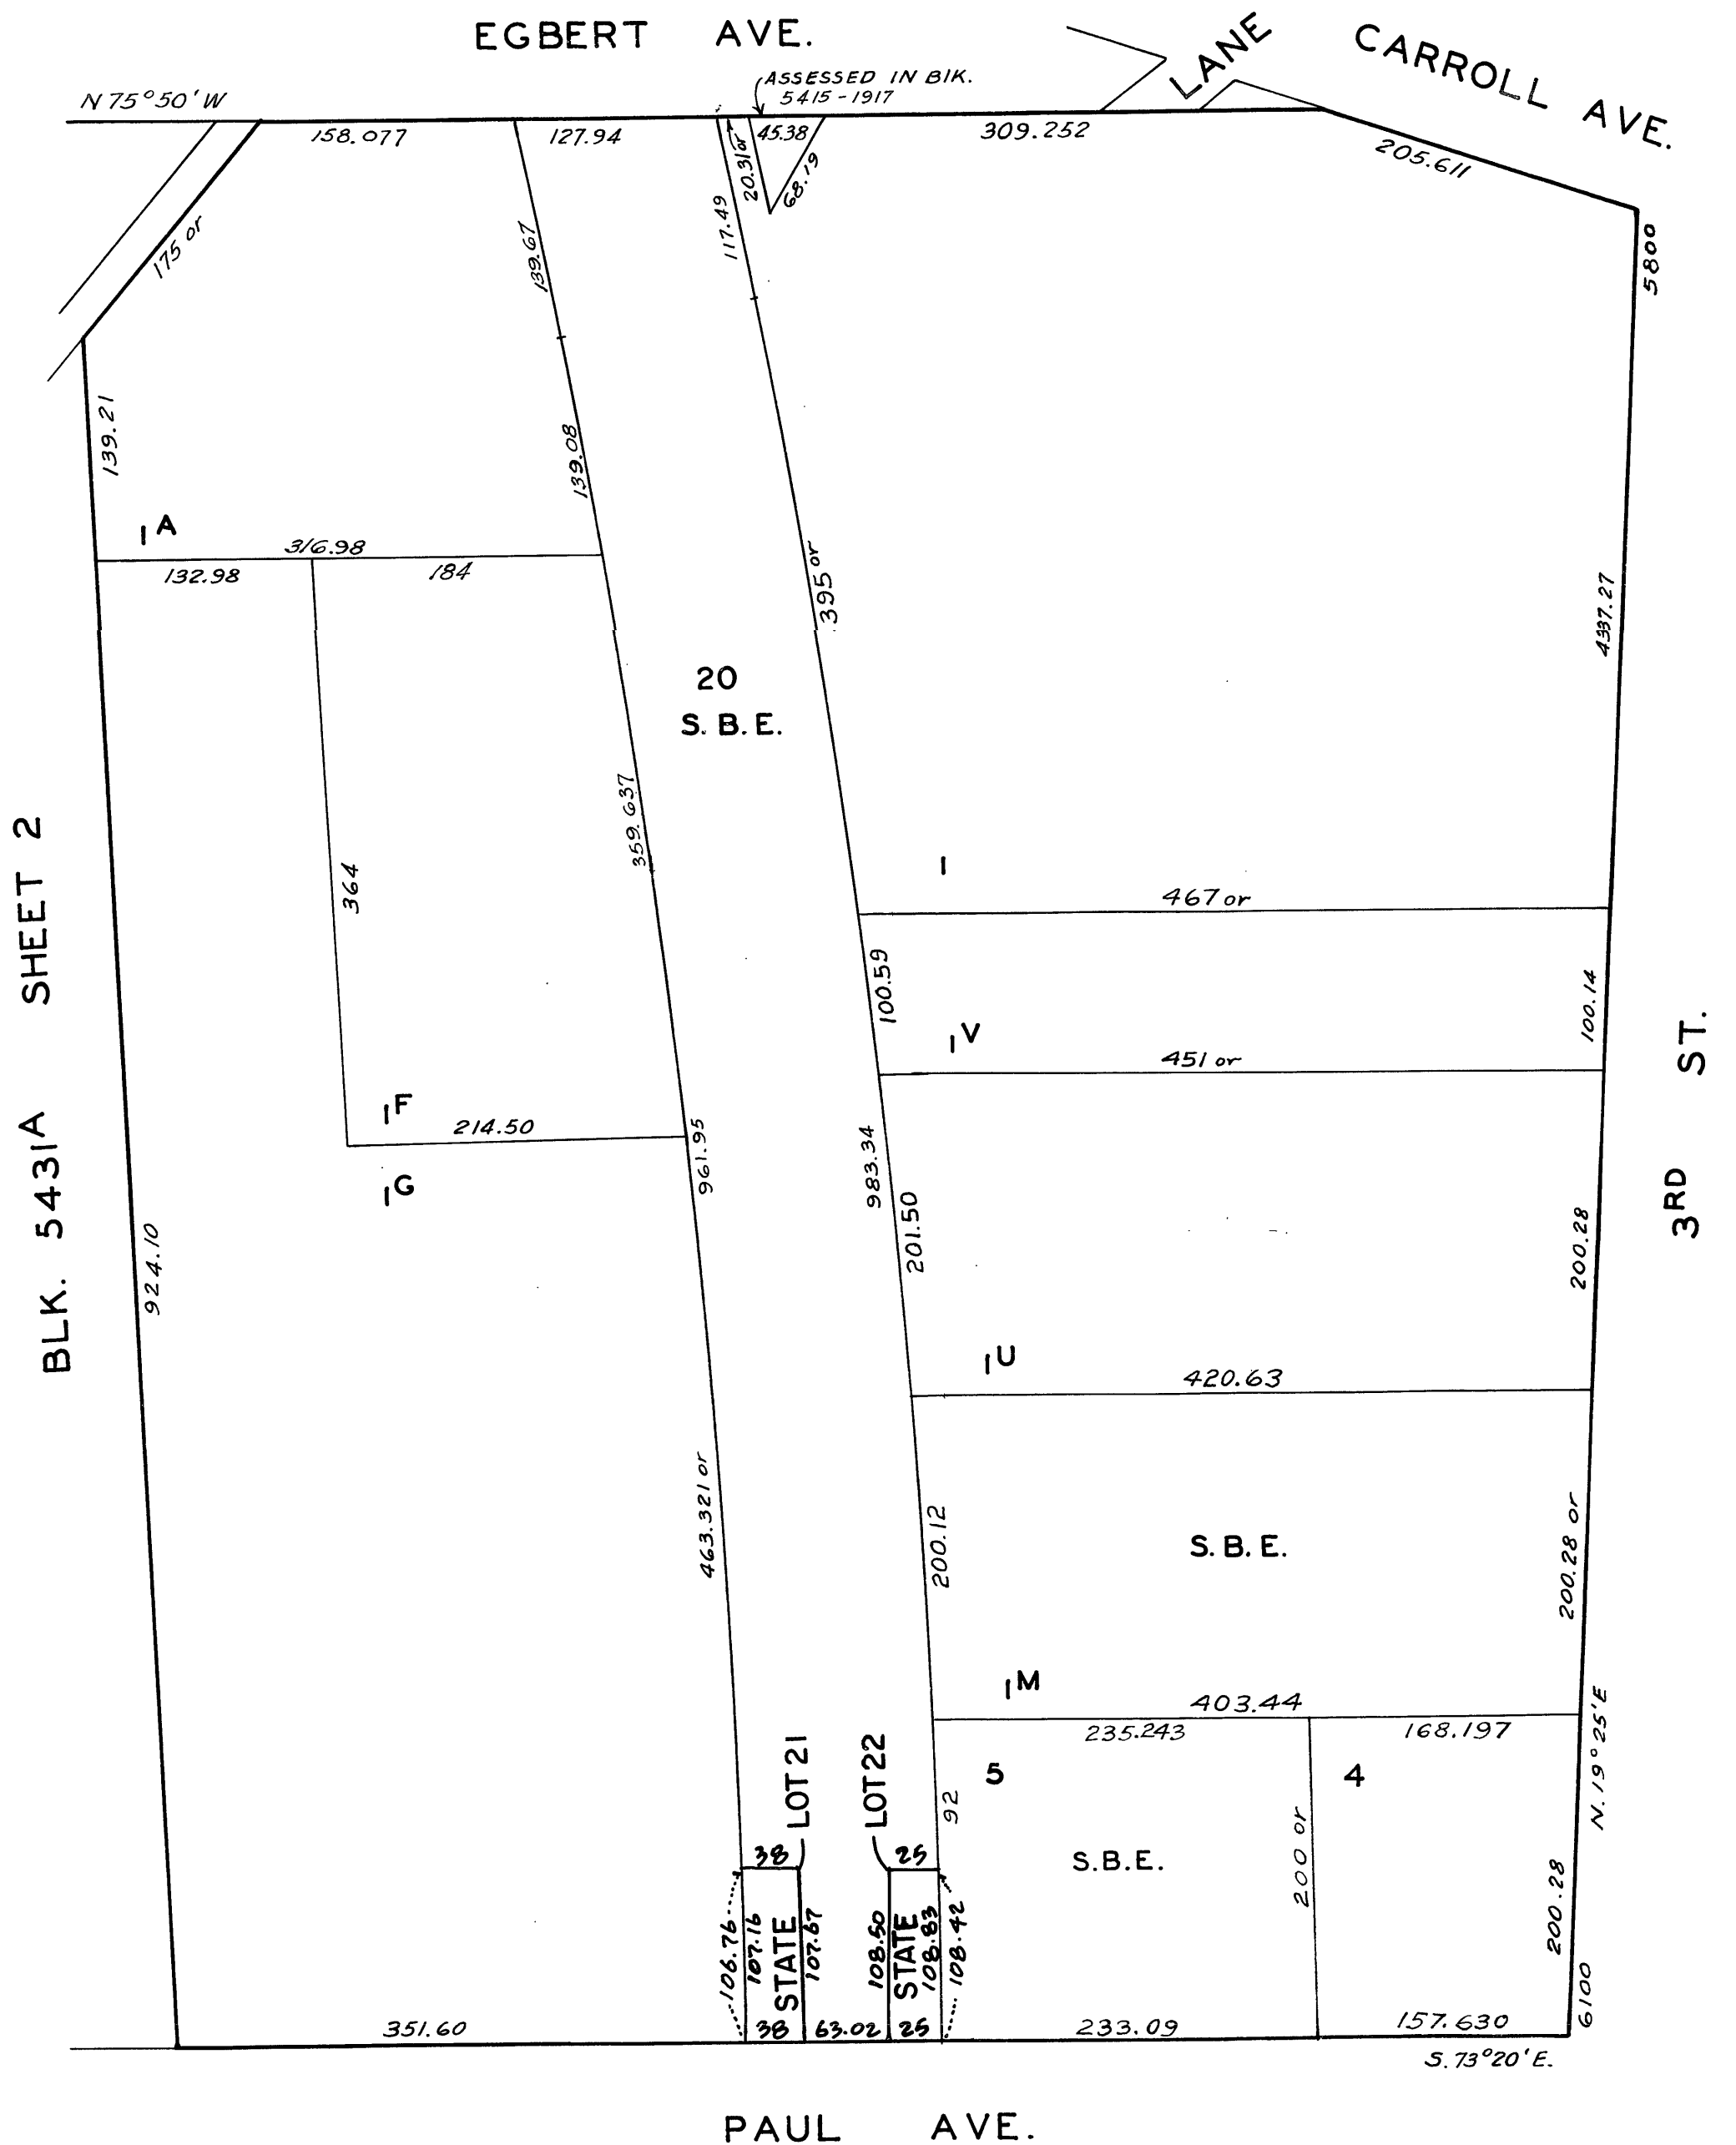 EGBERT AVE.
LANE
CARROLL AVE.
ASSESSED IN BlK.
5415-1917
N 75°50' W
158.077
127.94
45.38
309.252
205.611
20.31 or
68.19
117.49
175 or
139.67
5800
139.21
139.08
1A
316.98
132.98
184
395 or
4337.27
20
S.B.E.
359.637
364
1
467 or
100.59
100.14
1V
451 or
1F
214.50
1G
961.95
983.34
201.50
200.28
924.10
BLK. 5431A SHEET 2
3RD ST.
1U
420.63
463.321 or
200.12
S.B.E.
200.28 or
1M
403.44
235.243
168.197
N. 19°25'E
LOT 21
LOT 22
5
4
92
38
25
S.B.E.
200 or
200.28
106.76
107.16
STATE
107.67
108.50
STATE
108.83
108.42
6100
351.60
38
63.02
25
233.09
157.630
S. 73°20' E.
PAUL AVE.